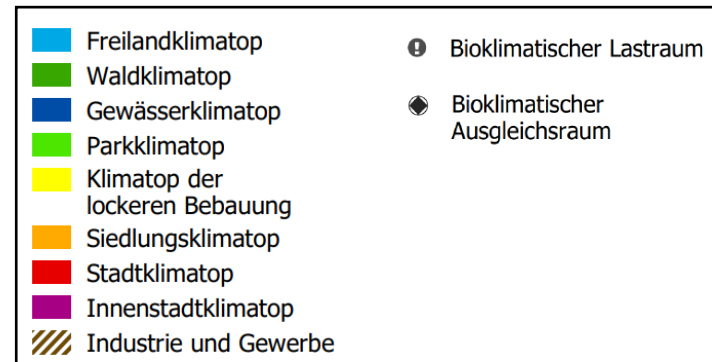 Freilandklimatop
Waldklimatop
Gewässerklimatop
Parkklimatop
Klimatop der
lockeren Bebauung
Siedlungsklimatop
Stadtklimatop
Innenstadtklimatop
Industrie und Gewerbe
Bioklimatischer Lastraum
Bioklimatischer
Ausgleichsraum